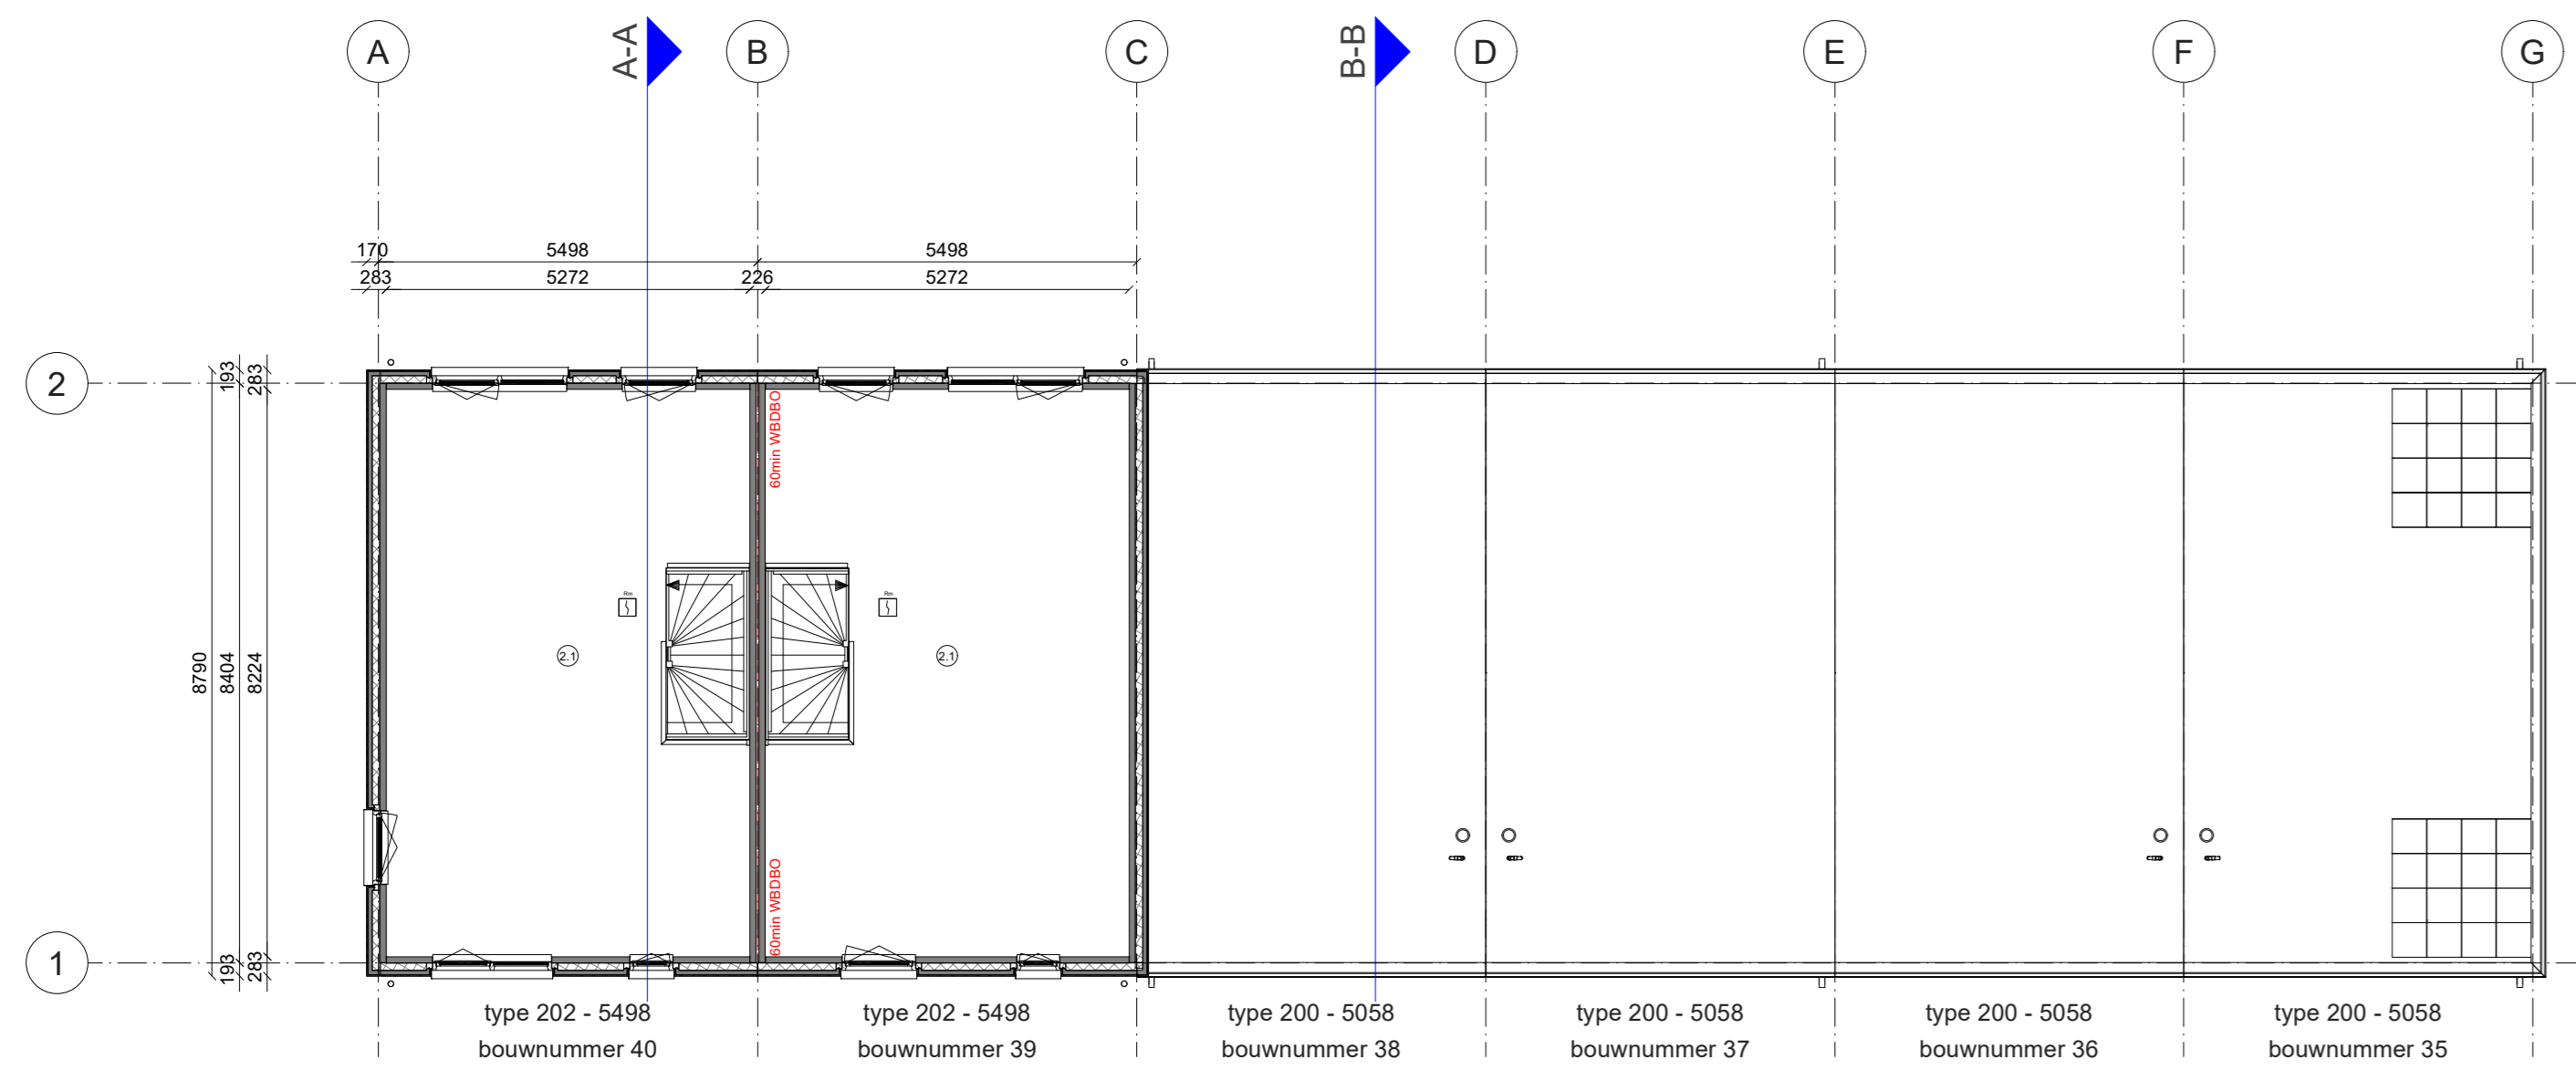 A
A-A
B
C
B-B
D
E
F
G
170
5498
5498
283
5272
226
5272
2
193
283
60min WBDBO
Rm
Rm
8790
8404
8224
2.1
2.1
60min WBDBO
1
193
283
type 202 - 5498
type 202 - 5498
type 200 - 5058
type 200 - 5058
type 200 - 5058
type 200 - 5058
bouwnummer 40
bouwnummer 39
bouwnummer 38
bouwnummer 37
bouwnummer 36
bouwnummer 35